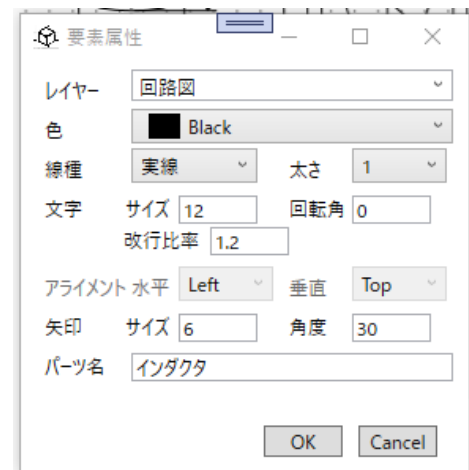 要素属性
レイヤー 回路図
色 Black
線種 実線 太さ 1
文字 サイズ 12 回転角 0
改行比率 1.2
アライメント 水平 Left 垂直 Top
矢印 サイズ 6 角度 30
パーツ名 インダクタ
OK Cancel